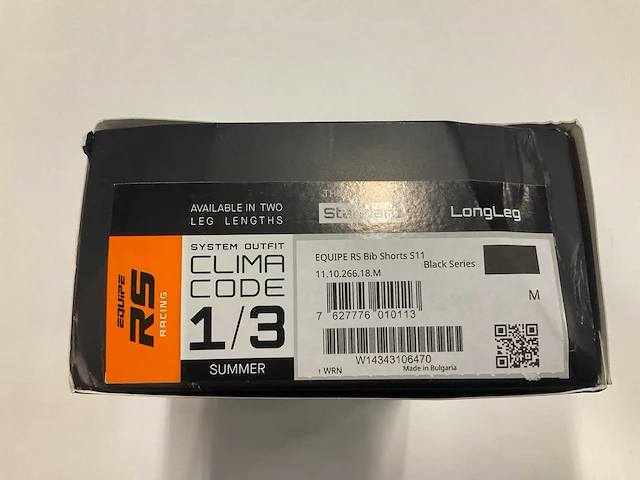 AVAILABLE IN TWO
LEG LENGTHS
Standard
LongLeg
EQUIPE
RS
RACING
SYSTEM OUTFIT
CLIMA
CODE
1/3
SUMMER
EQUIPE RS Bib Shorts S11
Black Series
11.10.266.18.M
M
7 627776 010113
W14343106470
1 WRN
Made in Bulgaria